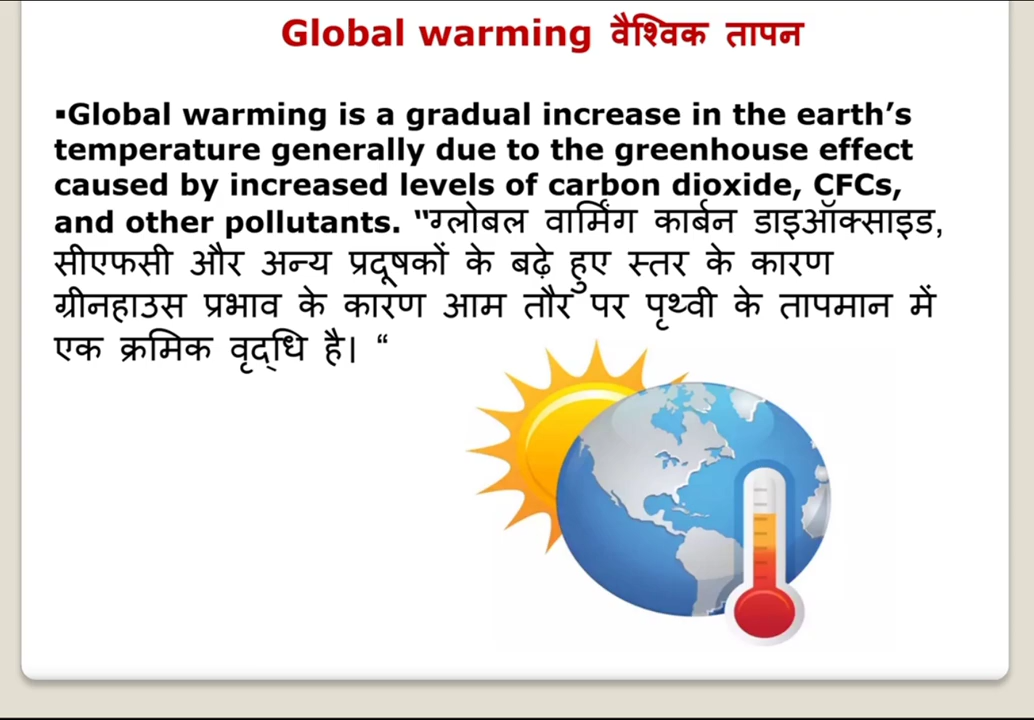 Global warming वैश्विक तापन
▪Global warming is a gradual increase in the earth’s
temperature generally due to the greenhouse effect
caused by increased levels of carbon dioxide, CFCs,
and other pollutants. "ग्लोबल वार्मिंग कार्बन डाइऑक्साइड,
सीएफसी और अन्य प्रदूषकों के बढ़े हुए स्तर के कारण
ग्रीनहाउस प्रभाव के कारण आम तौर पर पृथ्वी के तापमान में
एक क्रमिक वृद्धि है। “